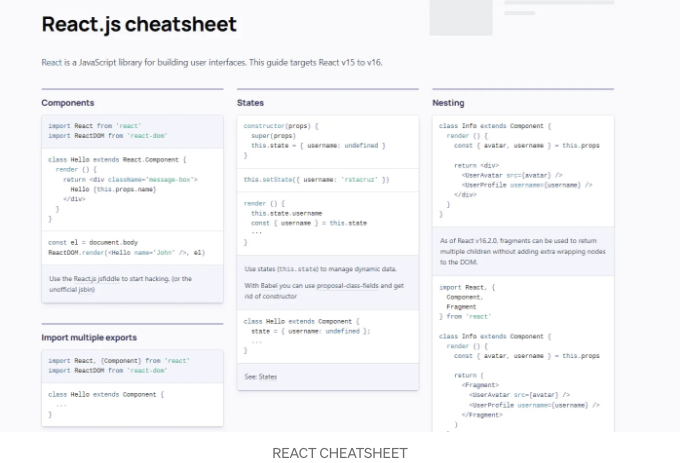 React.js cheatsheet
React is a JavaScript library for building user interfaces. This guide targets React v15 to v16.
Components
import React from 'react'
import ReactDOM from 'react-dom'
class Hello extends React.Component {
render () {
return <div className='message-box'>
Hello {this.props.name}
</div>
}
}
const el = document.body
ReactDOM.render(<Hello name='John' />, el)
Use the React.js jsfiddle to start hacking. (or the
unofficial jsbin)
Import multiple exports
import React, {Component} from 'react'
import ReactDOM from 'react-dom'
class Hello extends Component {
...
}
States
constructor(props) {
super(props)
this.state = { username: undefined }
}
this.setState({ username: 'rstacruz' })
render () {
this.state.username
const { username } = this.state
...
}
Use states (this.state) to manage dynamic data.
With Babel you can use proposal-class-fields and get
rid of constructor
class Hello extends Component {
state = { username: undefined };
...
}
See: States
Nesting
class Info extends Component {
render () {
const { avatar, username } = this.props
return <div>
<UserAvatar src={avatar} />
<UserProfile username={username} />
</div>
}
}
As of React v16.2.0, fragments can be used to return
multiple children without adding extra wrapping nodes
to the DOM.
import React, {
Component,
Fragment
} from 'react'
class Info extends Component {
render () {
const { avatar, username } = this.props
return (
<Fragment>
<UserAvatar src={avatar} />
<UserProfile username={username} />
</Fragment>
)
REACT CHEATSHEET